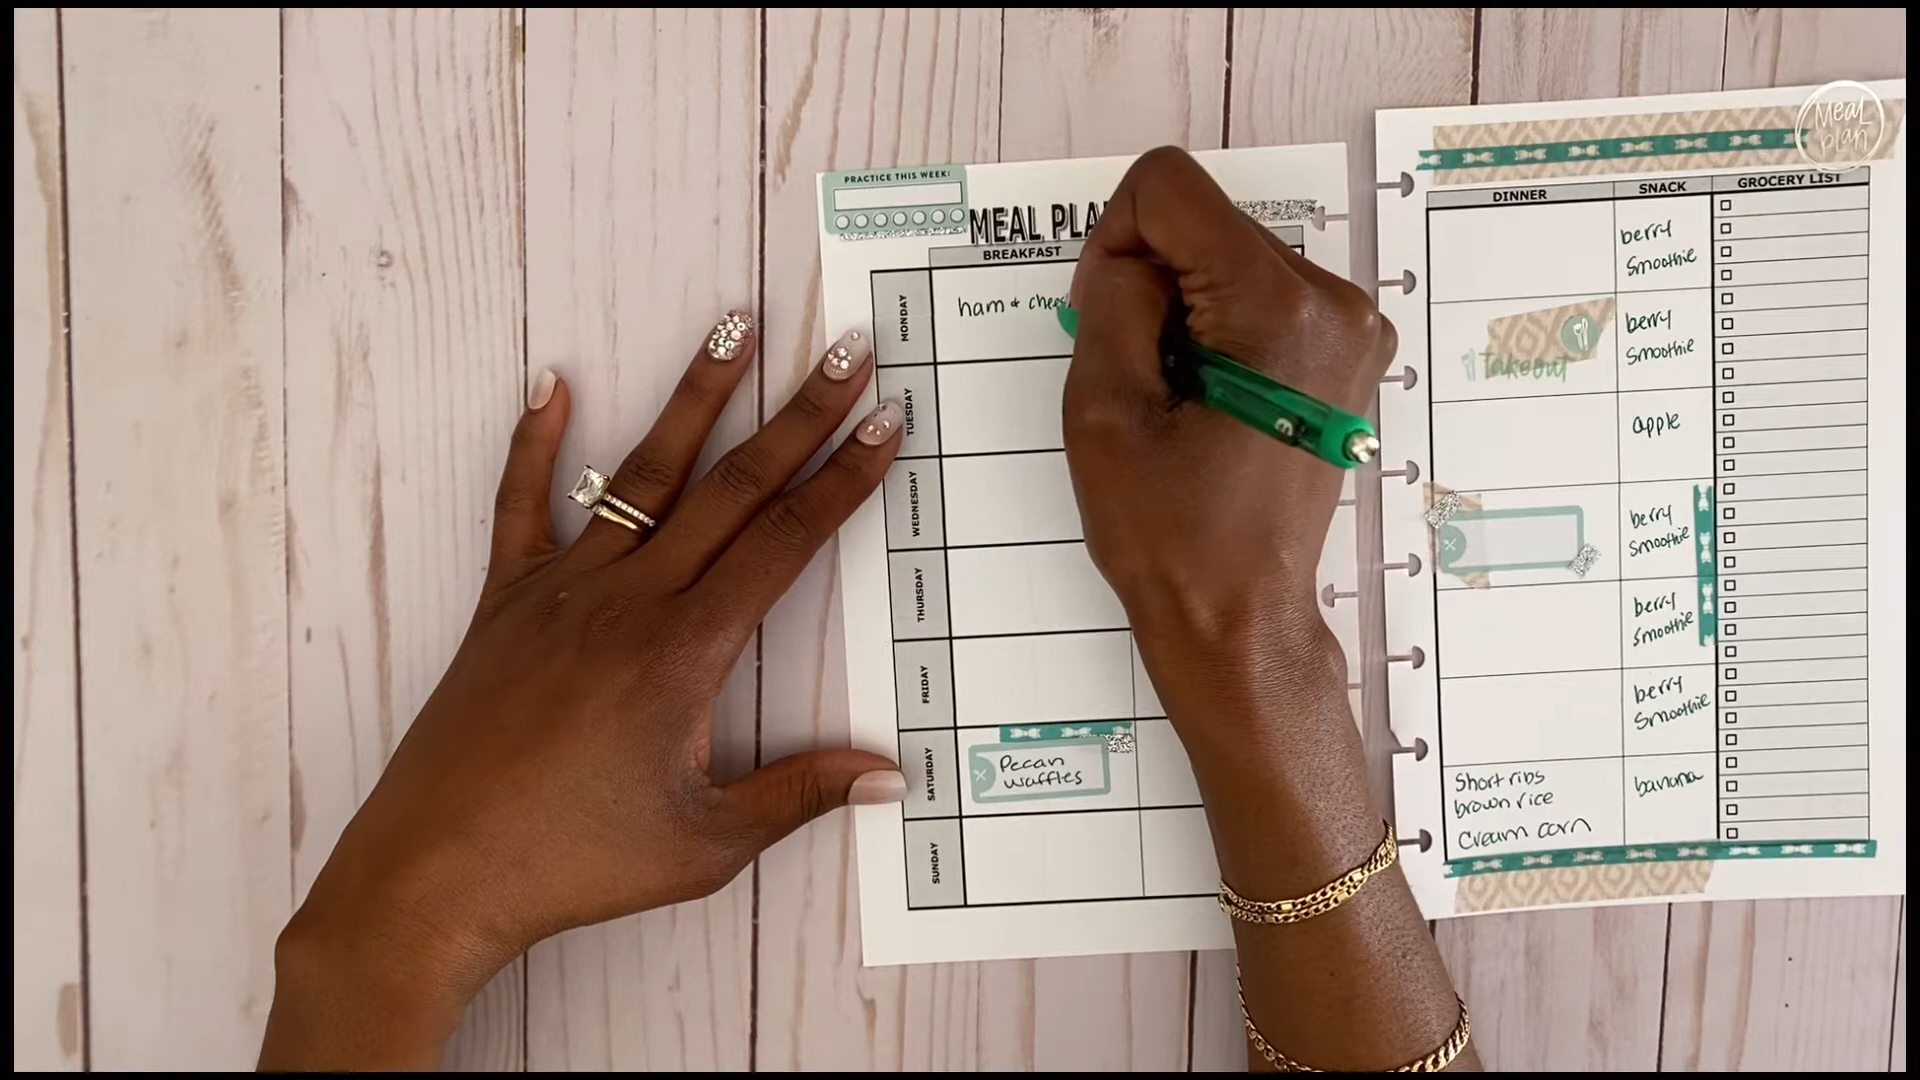 PRACTICE THIS WEEK:
MEAL PLA
BREAKFAST
MONDAY
ham & chees
TUESDAY
WEDNESDAY
THURSDAY
FRIDAY
SATURDAY
Pecan
waffles
SUNDAY
Meal
plan
DINNER
SNACK
GROCERY LIST
berry
Smoothie
Takeout
berry
Smoothie
apple
berry
Smoothie
berry
Smoothie
berry
Smoothie
Short ribs
brown rice
Cream corn
banana